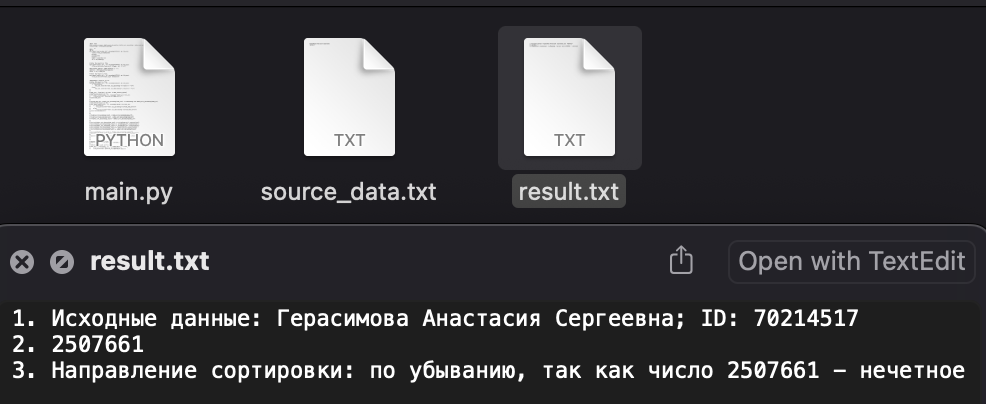 PYTHON
TXT
TXT
main.py
source_data.txt
result.txt
result.txt
Open with TextEdit
1. Исходные данные: Герасимова Анастасия Сергеевна; ID: 70214517
2. 2507661
3. Направление сортировки: по убыванию, так как число 2507661 – нечетное